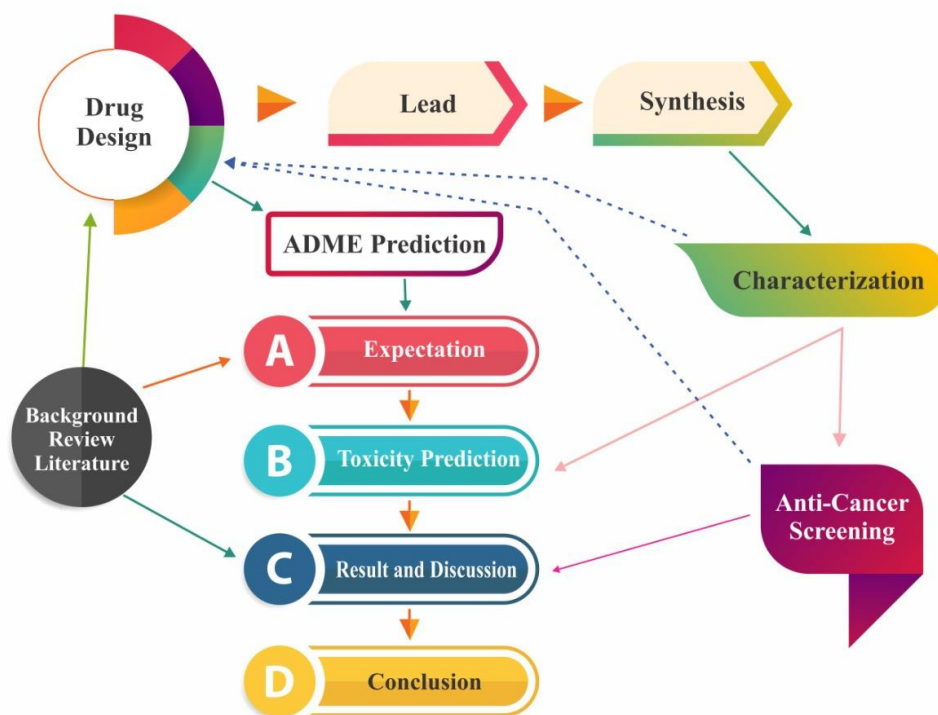 Drug
Design
Lead
Synthesis
ADME Prediction
Characterization
A
Expectation
Background
Review
Literature
B
Toxicity Prediction
Anti-Cancer
Screening
C
Result and Discussion
D
Conclusion